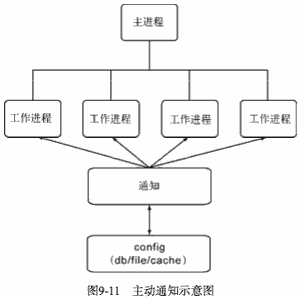 主进程
工作进程 工作进程 工作进程 工作进程
通知
config
（db/file/cache）
图9-11 主动通知示意图